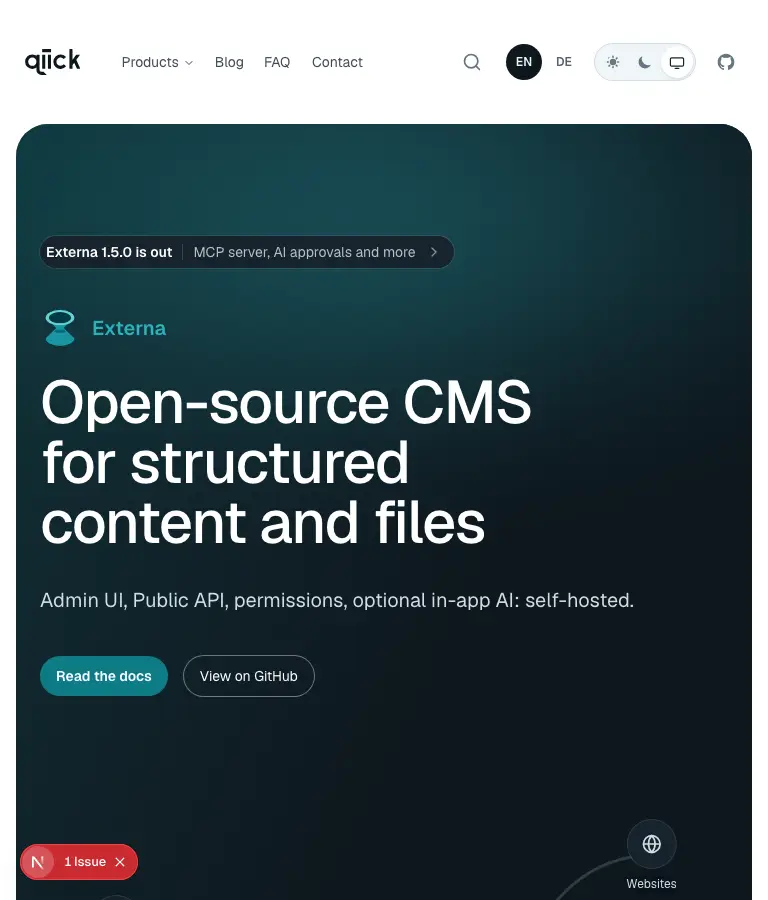 qiick
Products
Blog
FAQ
Contact
EN
DE
Externa 1.5.0 is out
MCP server, AI approvals and more
Externa
Open-source CMS
for structured
content and files
Admin UI, Public API, permissions, optional in-app AI: self-hosted.
Read the docs
View on GitHub
N
1 Issue
Websites